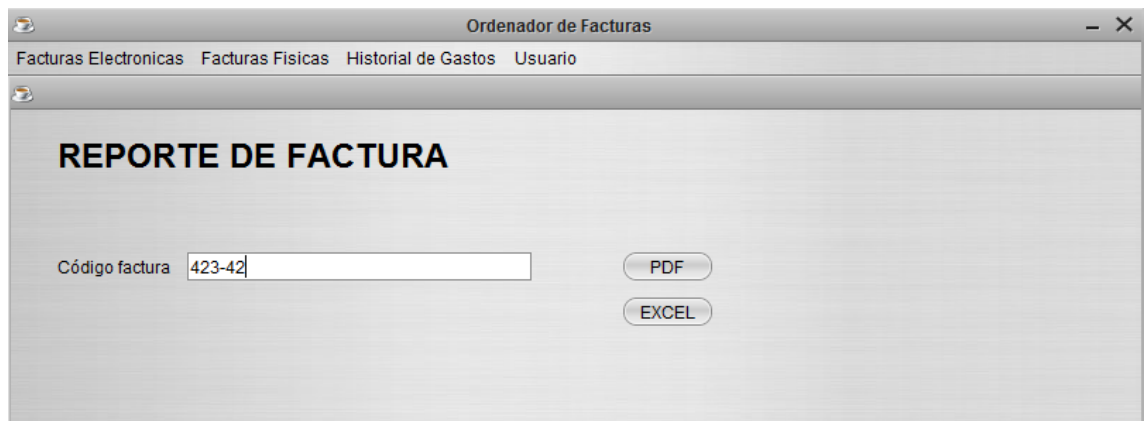 Ordenador de Facturas
Facturas Electronicas Facturas Fisicas Historial de Gastos Usuario
REPORTE DE FACTURA
Código factura 423-42 PDF
EXCEL